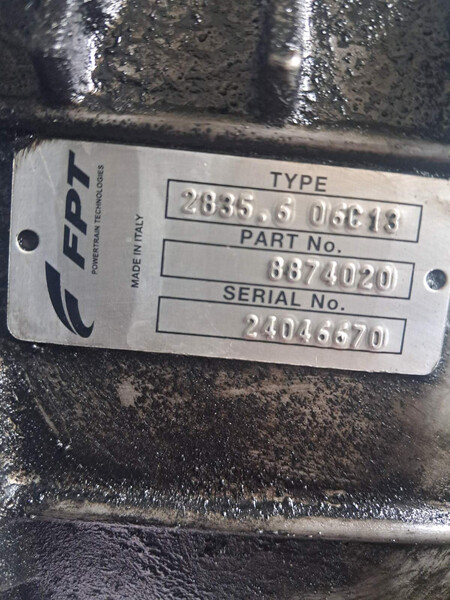 FPT
POWERTRAIN TECHNOLOGIES
MADE IN ITALY
TYPE
2835.6 06C13
PART No.
8874020
SERIAL No.
24046670